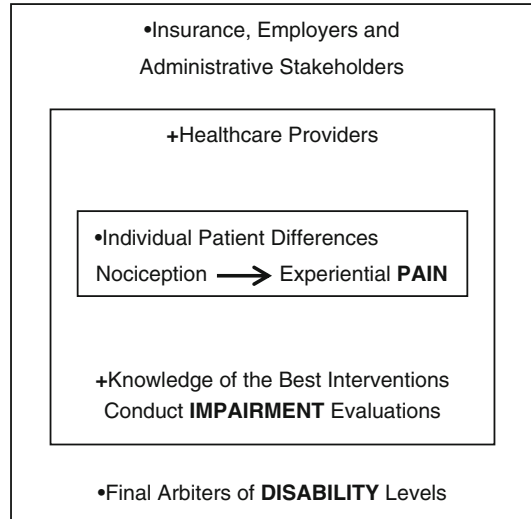 •Insurance, Employers and
Administrative Stakeholders
+Healthcare Providers
•Individual Patient Differences
Nociception → Experiential PAIN
+Knowledge of the Best Interventions
Conduct IMPAIRMENT Evaluations
•Final Arbiters of DISABILITY Levels